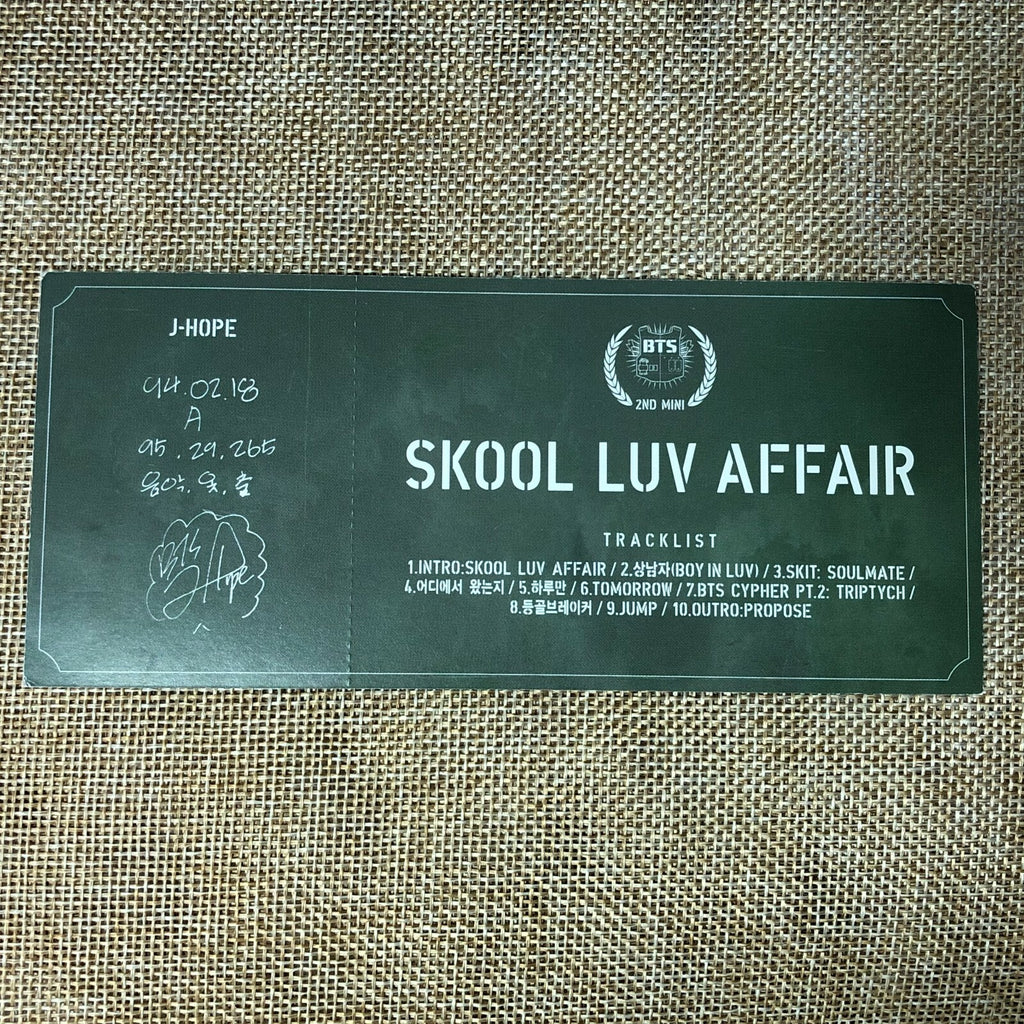 J-HOPE
94.02.18
A
95.29.265
음악, 옷, 춤
BTS
J-Hope
BTS
2ND MINI
SKOOL LUV AFFAIR
TRACKLIST
1.INTRO:SKOOL LUV AFFAIR / 2.상남자(BOY IN LUV) / 3.SKIT: SOULMATE /
4.어디에서 왔는지 / 5.하루만 / 6.TOMORROW / 7.BTS CYPHER PT.2: TRIPTYCH /
8.등골브레이커 / 9.JUMP / 10.OUTRO:PROPOSE